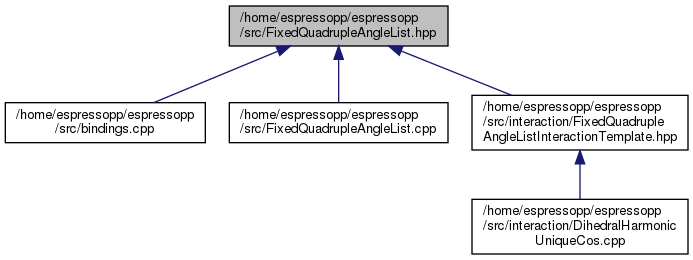 /home/espressopp/espressopp
/src/FixedQuadrupleAngleList.hpp
/home/espressopp/espressopp
/src/bindings.cpp
/home/espressopp/espressopp
/src/FixedQuadrupleAngleList.cpp
/home/espressopp/espressopp
/src/interaction/FixedQuadruple
AngleListInteractionTemplate.hpp
/home/espressopp/espressopp
/src/interaction/DihedralHarmonic
UniqueCos.cpp